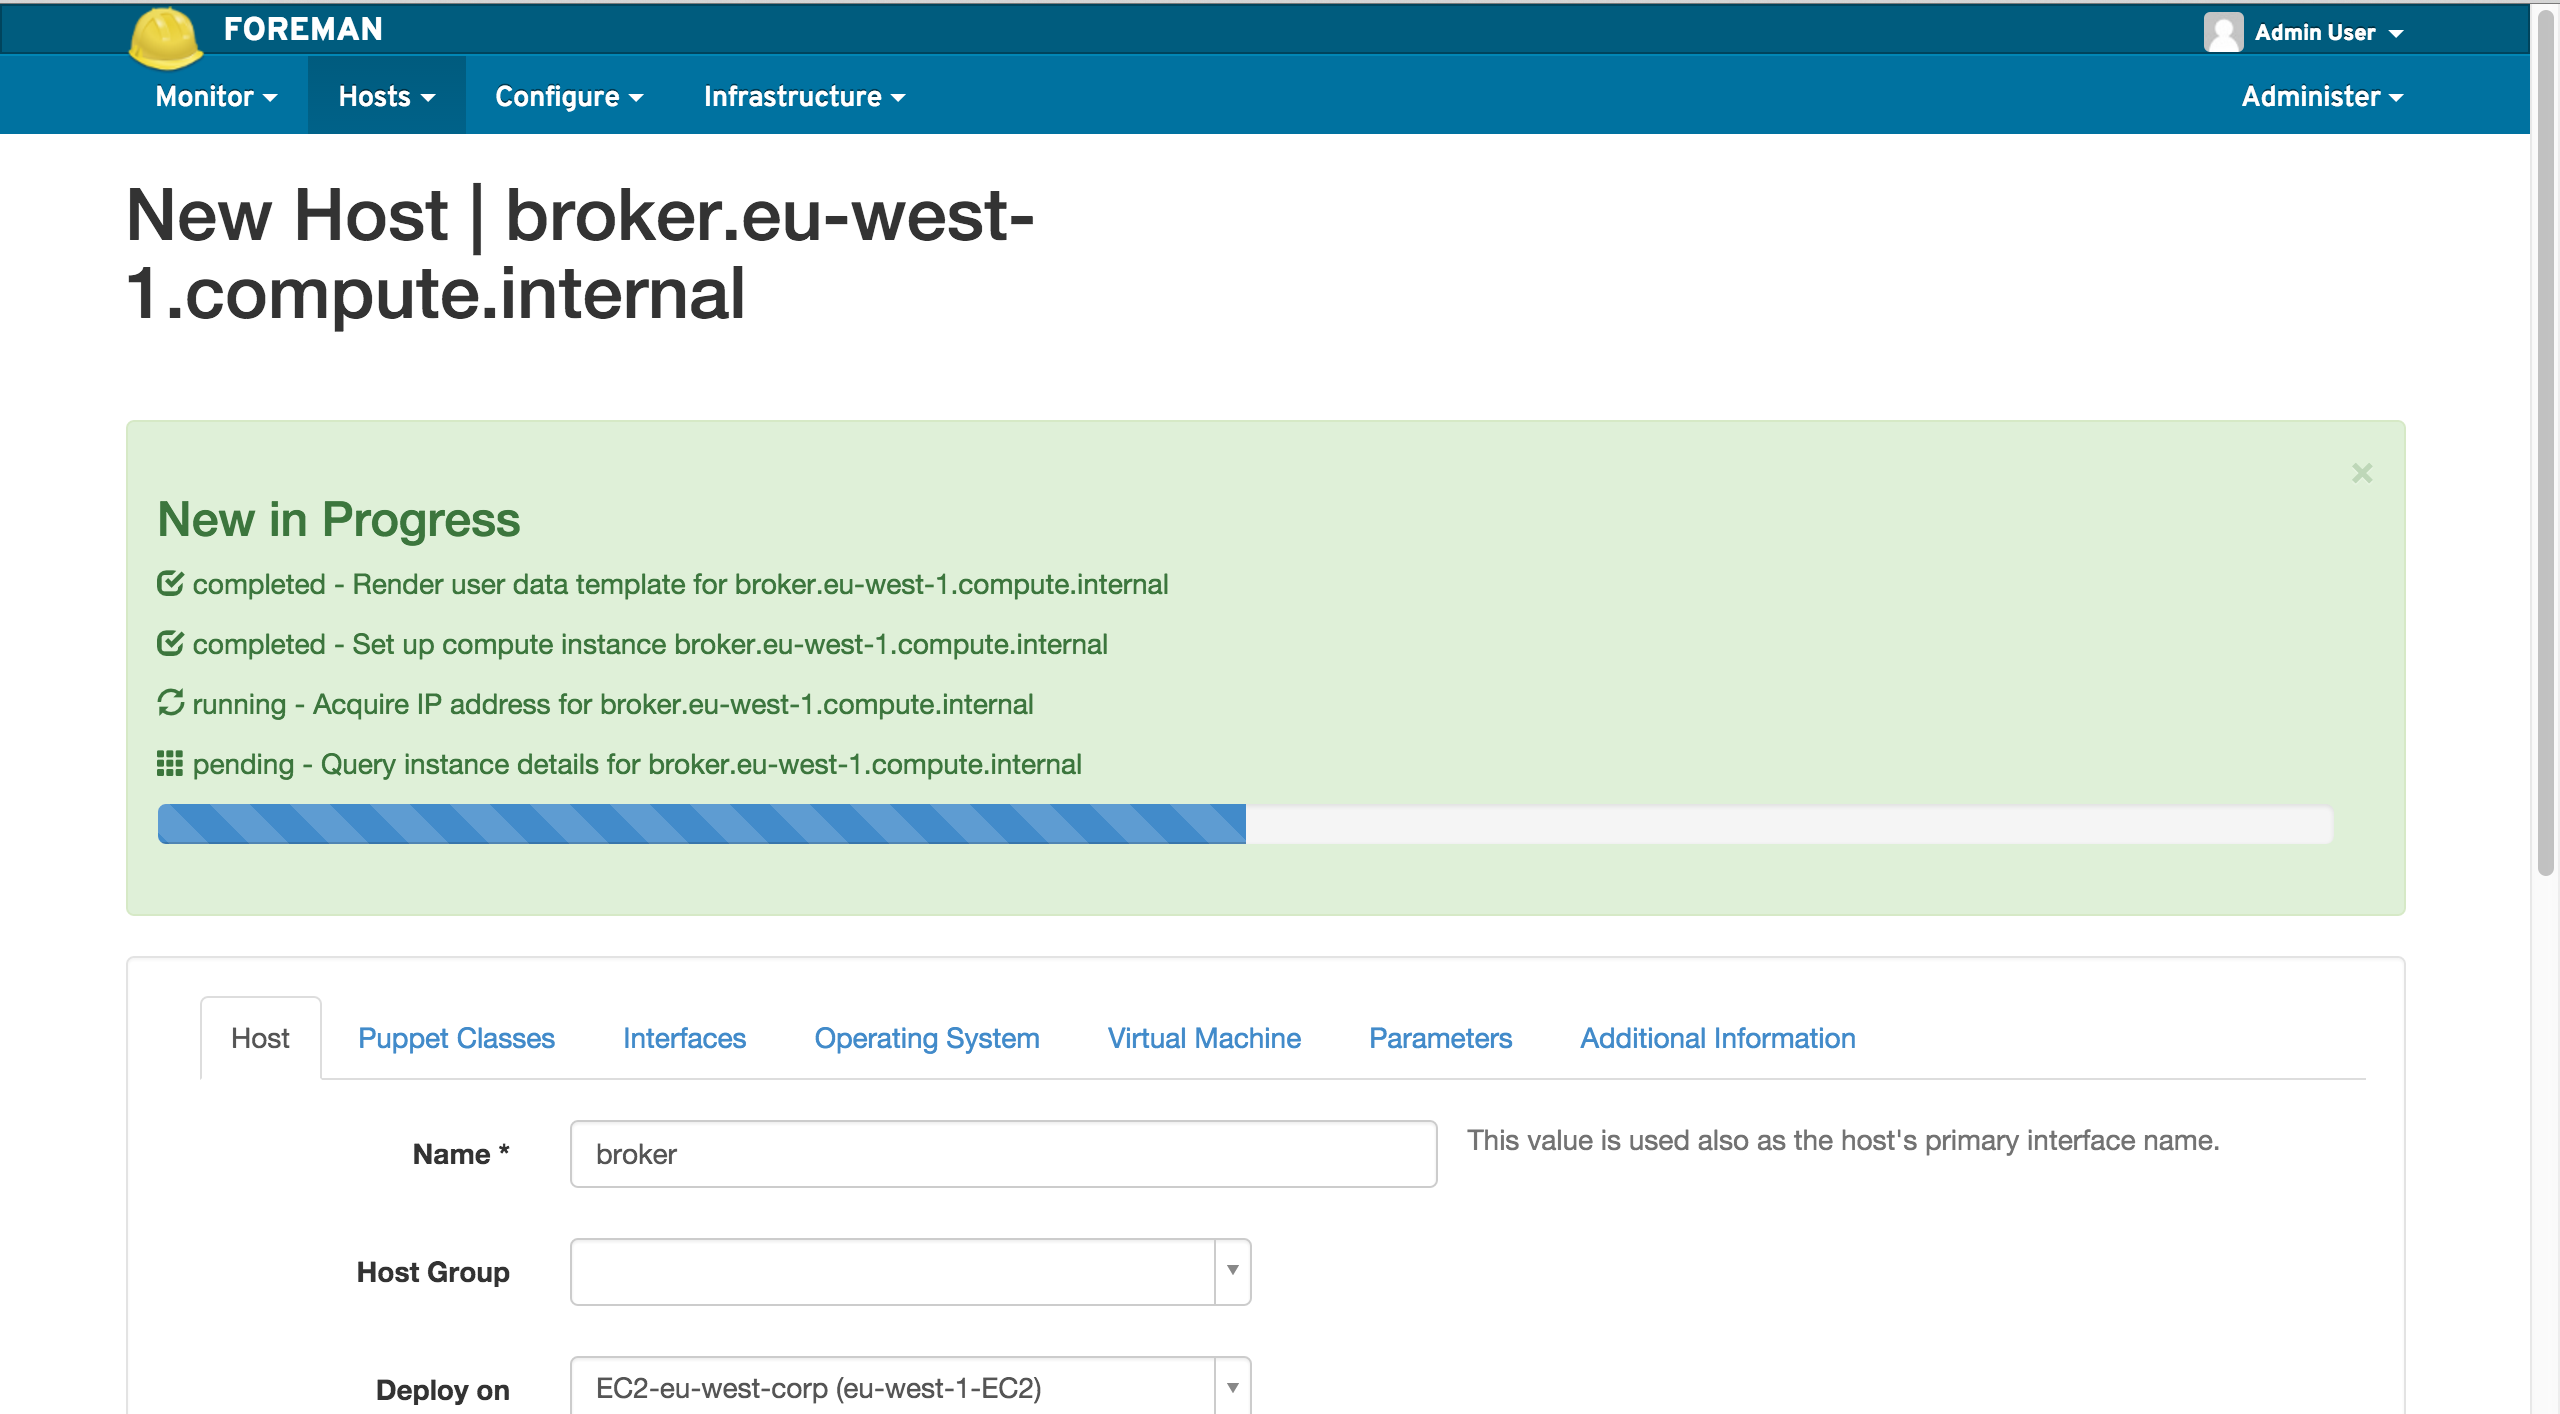 FOREMAN
Admin User
Monitor
Hosts
Configure
Infrastructure
Administer
New Host | broker.eu-west-
1.compute.internal
×
New in Progress
completed - Render user data template for broker.eu-west-1.compute.internal
completed - Set up compute instance broker.eu-west-1.compute.internal
running - Acquire IP address for broker.eu-west-1.compute.internal
pending - Query instance details for broker.eu-west-1.compute.internal
Host
Puppet Classes
Interfaces
Operating System
Virtual Machine
Parameters
Additional Information
Name *
broker
This value is used also as the host's primary interface name.
Host Group
Deploy on
EC2-eu-west-corp (eu-west-1-EC2)